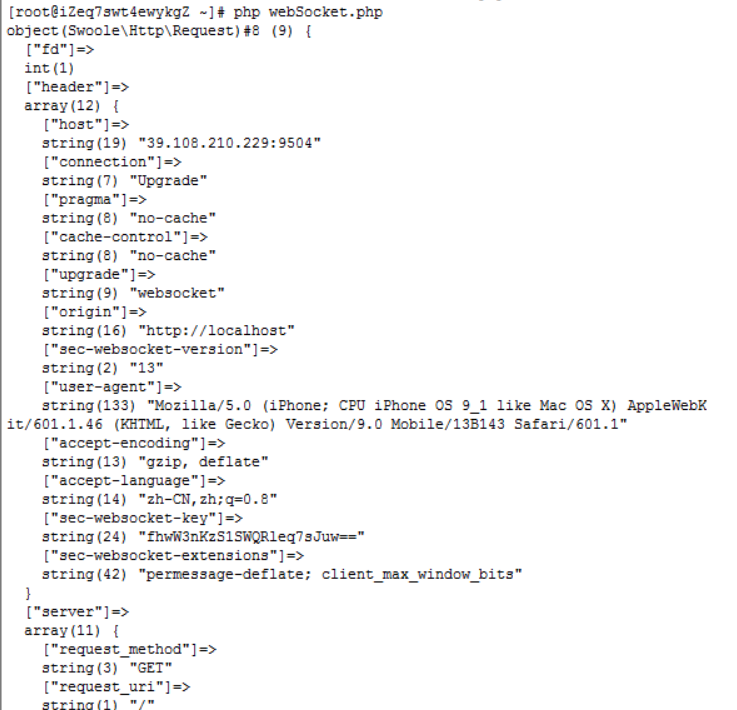 [root@iZeq7swt4ewykgZ ~]# php webSocket.php
object(Swoole\Http\Request)#8 (9) {
  ["fd"]=>
  int(1)
  ["header"]=>
  array(12) {
    ["host"]=>
    string(19) "39.108.210.229:9504"
    ["connection"]=>
    string(7) "Upgrade"
    ["pragma"]=>
    string(8) "no-cache"
    ["cache-control"]=>
    string(8) "no-cache"
    ["upgrade"]=>
    string(9) "websocket"
    ["origin"]=>
    string(16) "http://localhost"
    ["sec-websocket-version"]=>
    string(2) "13"
    ["user-agent"]=>
    string(133) "Mozilla/5.0 (iPhone; CPU iPhone OS 9_1 like Mac OS X) AppleWebK
it/601.1.46 (KHTML, like Gecko) Version/9.0 Mobile/13B143 Safari/601.1"
    ["accept-encoding"]=>
    string(13) "gzip, deflate"
    ["accept-language"]=>
    string(14) "zh-CN,zh;q=0.8"
    ["sec-websocket-key"]=>
    string(24) "fhwW3nKzS1SWQRleq7sJuw=="
    ["sec-websocket-extensions"]=>
    string(42) "permessage-deflate; client_max_window_bits"
  }
  ["server"]=>
  array(11) {
    ["request_method"]=>
    string(3) "GET"
    ["request_uri"]=>
    string(1) "/"